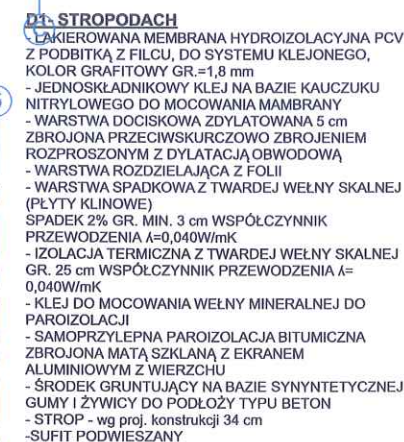 D1- STROPODACH
- LAKIEROWANA MEMBRANA HYDROIZOLACYJNA PCV
Z PODBITKĄ Z FILCU, DO SYSTEMU KLEJONEGO,
KOLOR GRAFITOWY GR.=1,8 mm
- JEDNOSKŁADNIKOWY KLEJ NA BAZIE KAUCZUKU
NITRYLOWEGO DO MOCOWANIA MAMBRANY
- WARSTWA DOCISKOWA ZDYLATOWANA 5 cm
ZBROJONA PRZECIWSKURCZOWO ZBROJENIEM
ROZPROSZONYM Z DYLATACJĄ OBWODOWĄ
- WARSTWA ROZDZIELAJĄCA Z FOLII
- WARSTWA SPADKOWA Z TWARDEJ WEŁNY SKALNEJ
(PŁYTY KLINOWE)
SPADEK 2% GR. MIN. 3 cm WSPÓŁCZYNNIK
PRZEWODZENIA ʎ=0,040W/mK
- IZOLACJA TERMICZNA Z TWARDEJ WEŁNY SKALNEJ
GR. 25 cm WSPÓŁCZYNNIK PRZEWODZENIA ʎ=
0,040W/mK
- KLEJ DO MOCOWANIA WEŁNY MINERALNEJ DO
PAROIZOLACJI
- SAMOPRZYLEPNA PAROIZOLACJA BITUMICZNA
ZBROJONA MATĄ SZKLANĄ Z EKRANEM
ALUMINIOWYM Z WIERZCHU
- ŚRODEK GRUNTUJĄCY NA BAZIE SYNYNTETYCZNEJ
GUMY I ŻYWICY DO PODŁOŻY TYPU BETON
- STROP - wg proj. konstrukcji 34 cm
-SUFIT PODWIESZANY